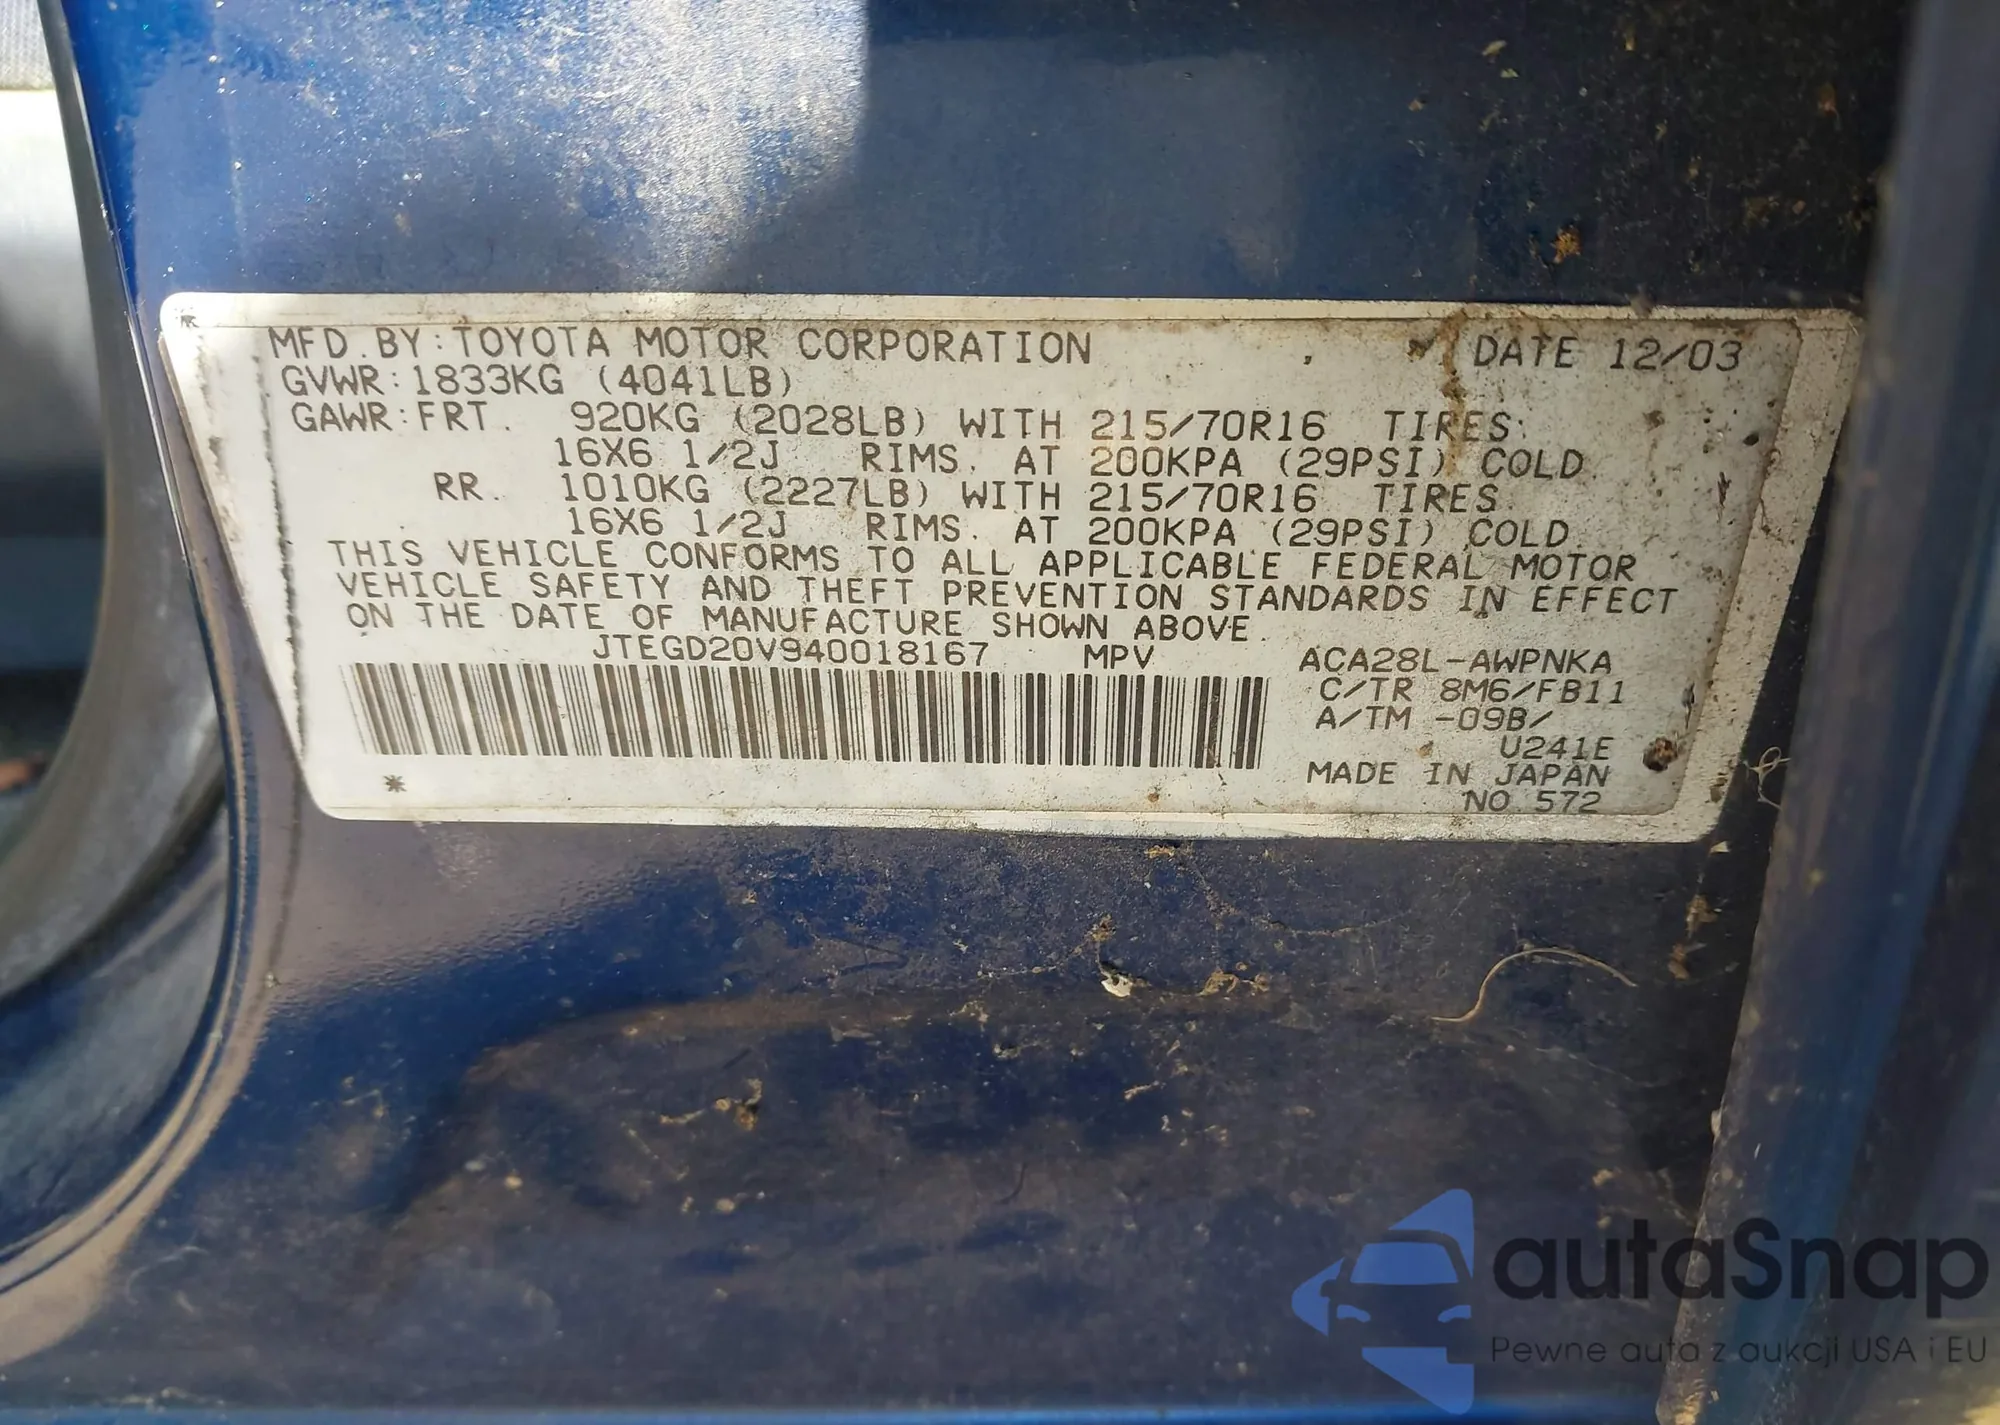 MFD. BY: TOYOTA MOTOR CORPORATION DATE 12/03
GVWR: 1833KG (4041LB)
GAWR: FRT. 920KG (2028LB) WITH 215/70R16 TIRES:
16X6 1/2J RIMS. AT 200KPA (29PSI) COLD
RR. 1010KG (2227LB) WITH 215/70R16 TIRES.
16X6 1/2J RIMS. AT 200KPA (29PSI) COLD.
THIS VEHICLE CONFORMS TO ALL APPLICABLE FEDERAL MOTOR
VEHICLE SAFETY AND THEFT PREVENTION STANDARDS IN EFFECT
ON THE DATE OF MANUFACTURE SHOWN ABOVE.
JTEGD20V940018167 MPV ACA28L-AWPNKA
C/TR 8M6/FB11
A/TM -09B/
U241E
MADE IN JAPAN
NO 572
autaSnap
Pewne auta z aukcji USA i EU